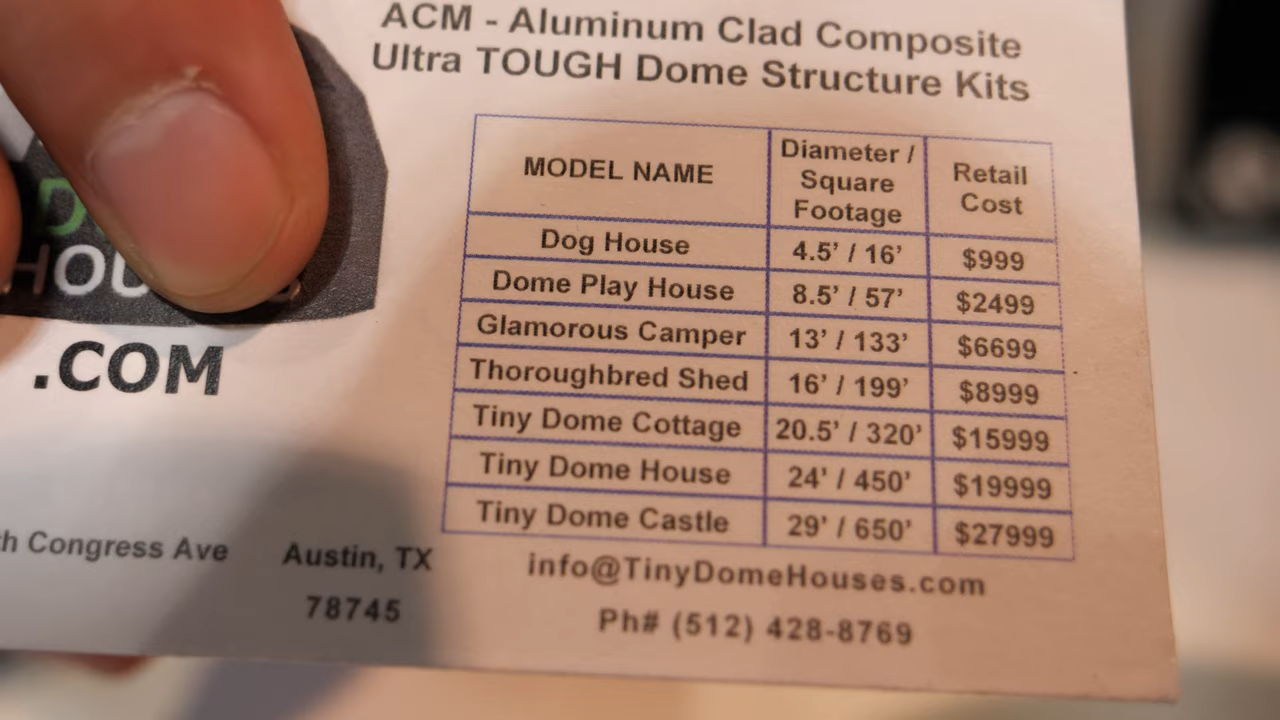 ACM - Aluminum Clad Composite
Ultra TOUGH Dome Structure Kits
MODEL NAME Diameter / Square Footage Retail Cost
Dog House 4.5' / 16' $999
Dome Play House 8.5' / 57' $2499
Glamorous Camper 13' / 133' $6699
Thoroughbred Shed 16' / 199' $8999
Tiny Dome Cottage 20.5' / 320' $15999
Tiny Dome House 24' / 450' $19999
Tiny Dome Castle 29' / 650' $27999
.COM
Congress Ave Austin, TX
78745
info@TinyDomeHouses.com
Ph# (512) 428-8769